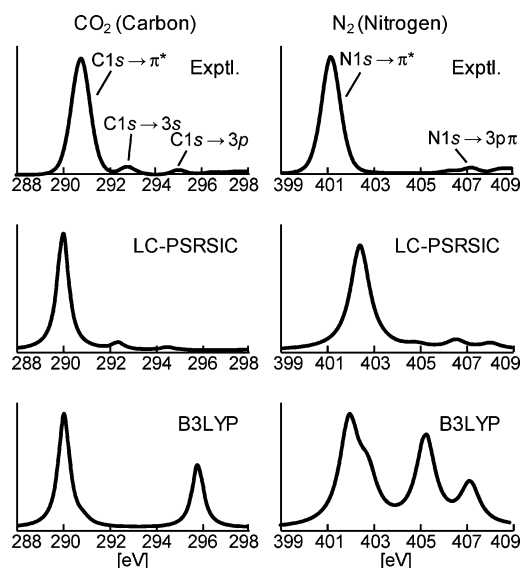 CO₂ (Carbon)
N₂ (Nitrogen)
C1s → π*
Exptl.
C1s → 3s
C1s → 3p
288 290 292 294 296 298
N1s → π*
Exptl.
N1s → 3pπ
399 401 403 405 407 409
LC-PSRSIC
288 290 292 294 296 298
LC-PSRSIC
399 401 403 405 407 409
B3LYP
288 290 292 294 296 298
[eV]
B3LYP
399 401 403 405 407 409
[eV]